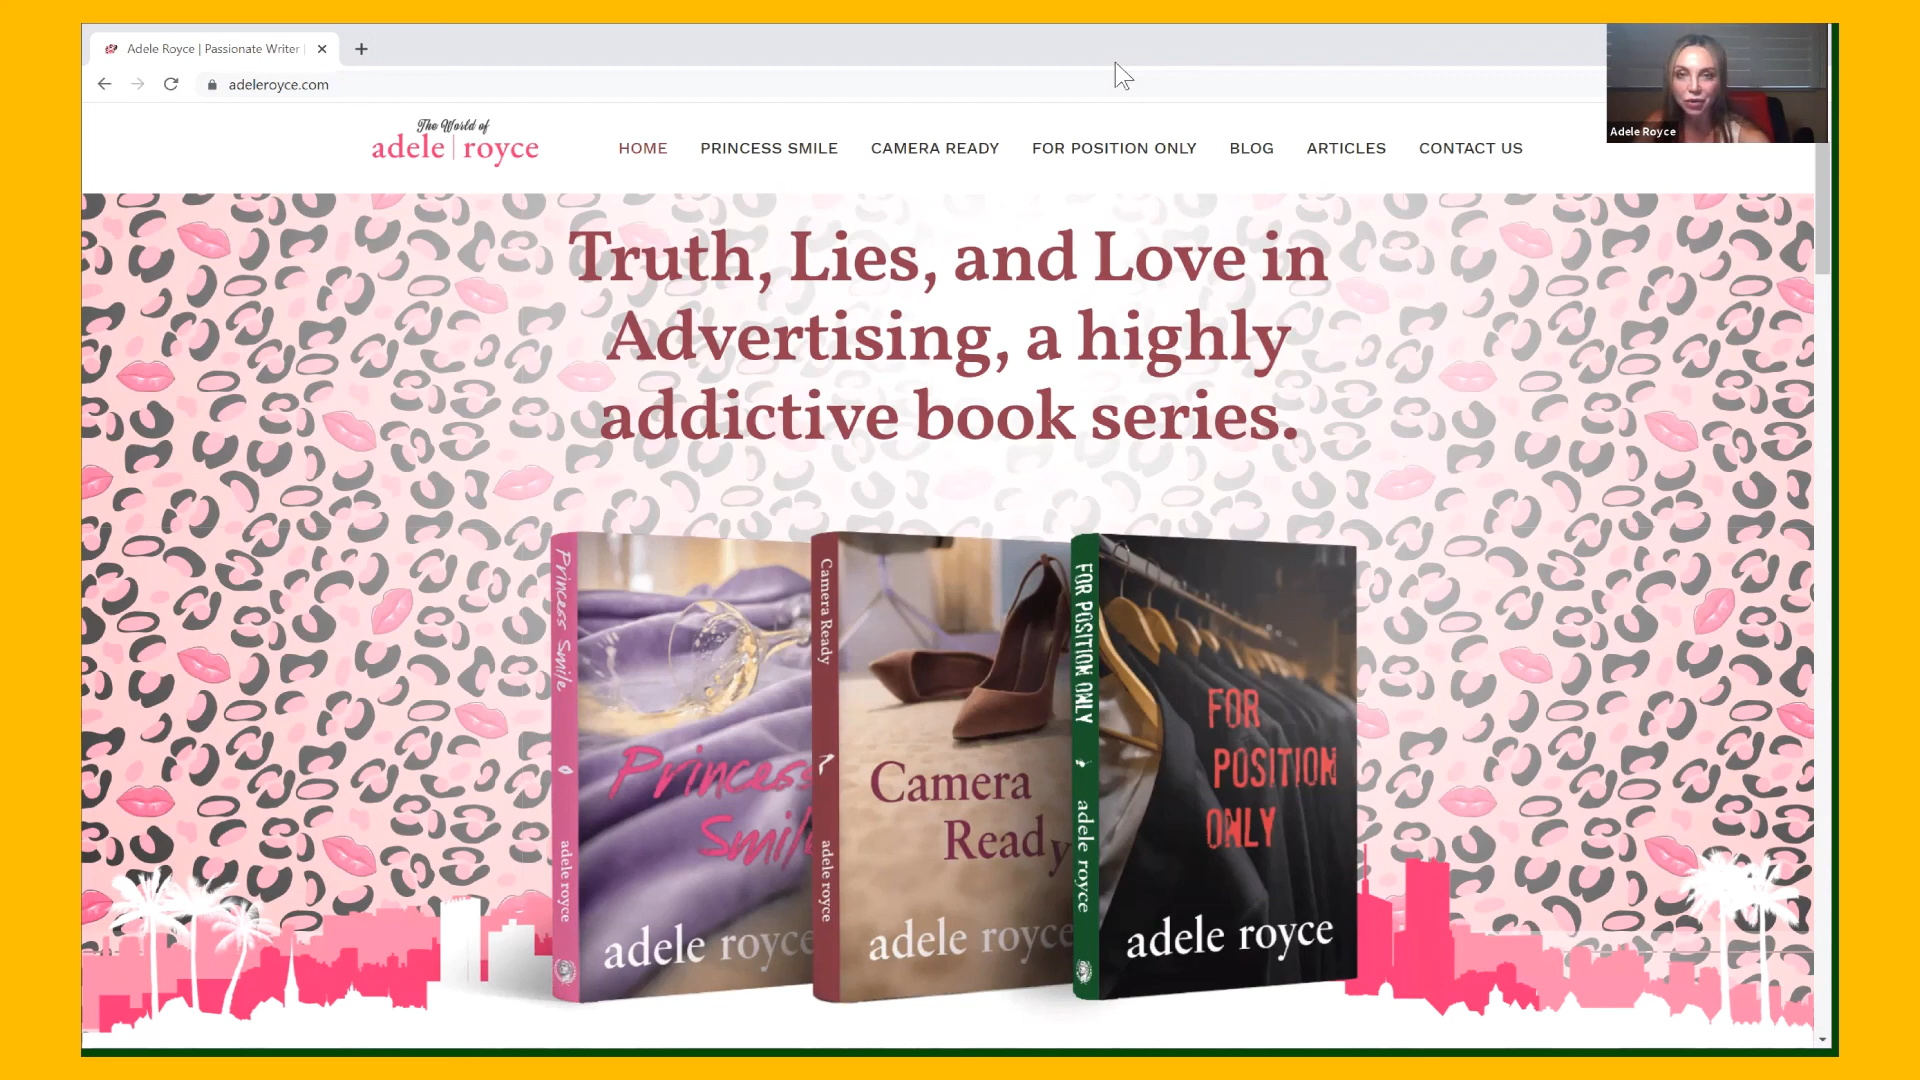 Adele Royce | Passionate Writer |
adeleroyce.com
Adele Royce
The World of
adele | royce
HOME PRINCESS SMILE CAMERA READY FOR POSITION ONLY BLOG ARTICLES CONTACT US
Truth, Lies, and Love in
Advertising, a highly
addictive book series.
Princess Smile
adele royce
Princess
Smile
adele royce
Camera Ready
adele royce
Camera
Ready
adele royce
FOR POSITION ONLY
adele royce
FOR
POSITION
ONLY
adele royce